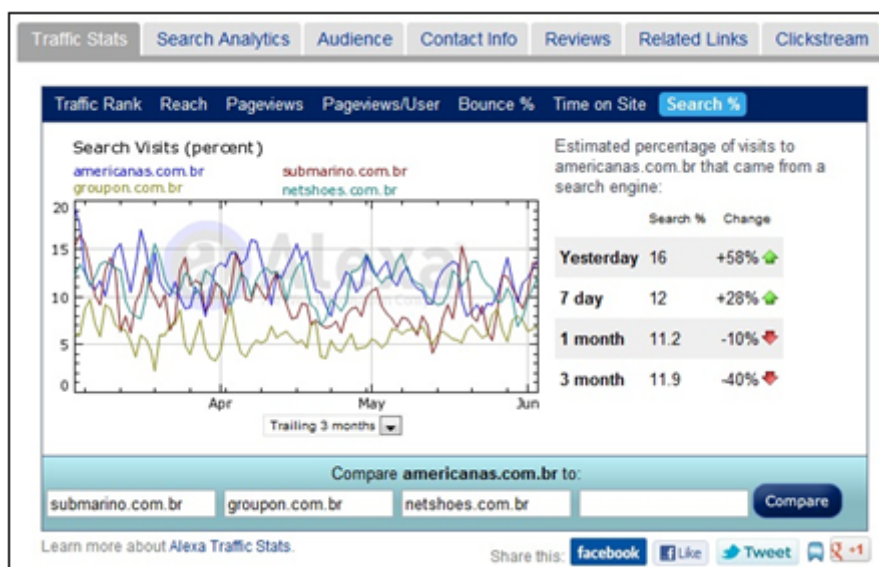 Traffic Stats Search Analytics Audience Contact Info Reviews Related Links Clickstream
Traffic Rank Reach Pageviews Pageviews/User Bounce % Time on Site Search %
Search Visits (percent)
americanas.com.br submarino.com.br
groupon.com.br netshoes.com.br
20
15
10
5
0
Alexa
Apr May Jun
Trailing 3 months
Estimated percentage of visits to
americanas.com.br that came from a
search engine:
Search % Change
Yesterday 16 +58%
7 day 12 +28%
1 month 11.2 -10%
3 month 11.9 -40%
Compare americanas.com.br to:
submarino.com.br groupon.com.br netshoes.com.br Compare
Learn more about Alexa Traffic Stats.
Share this: facebook Like Tweet g +1